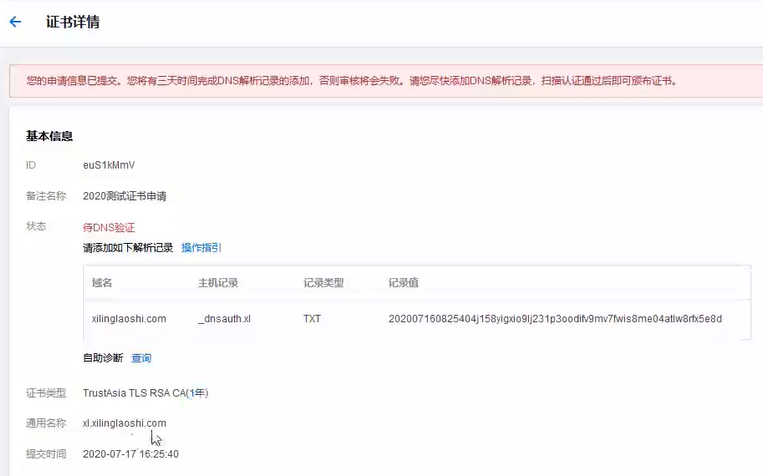 证书详情
您的申请信息已提交。您将有三天时间完成DNS解析记录的添加，否则审核将会失败。请您尽快添加DNS解析记录，扫描认证通过后即可颁布证书。
基本信息
ID euS1kMmV
备注名称 2020测试证书申请
状态 待DNS验证
请添加如下解析记录 操作指引
域名 主机记录 记录类型 记录值
xilinglaoshi.com _dnsauth.xl TXT 202007160825404j158yigxio9lj231p3oodifv9mv7fwis8me04atlw8rfx5e8d
自助诊断 查询
证书类型 TrustAsia TLS RSA CA(1年)
通用名称 xl.xilinglaoshi.com
提交时间 2020-07-17 16:25:40